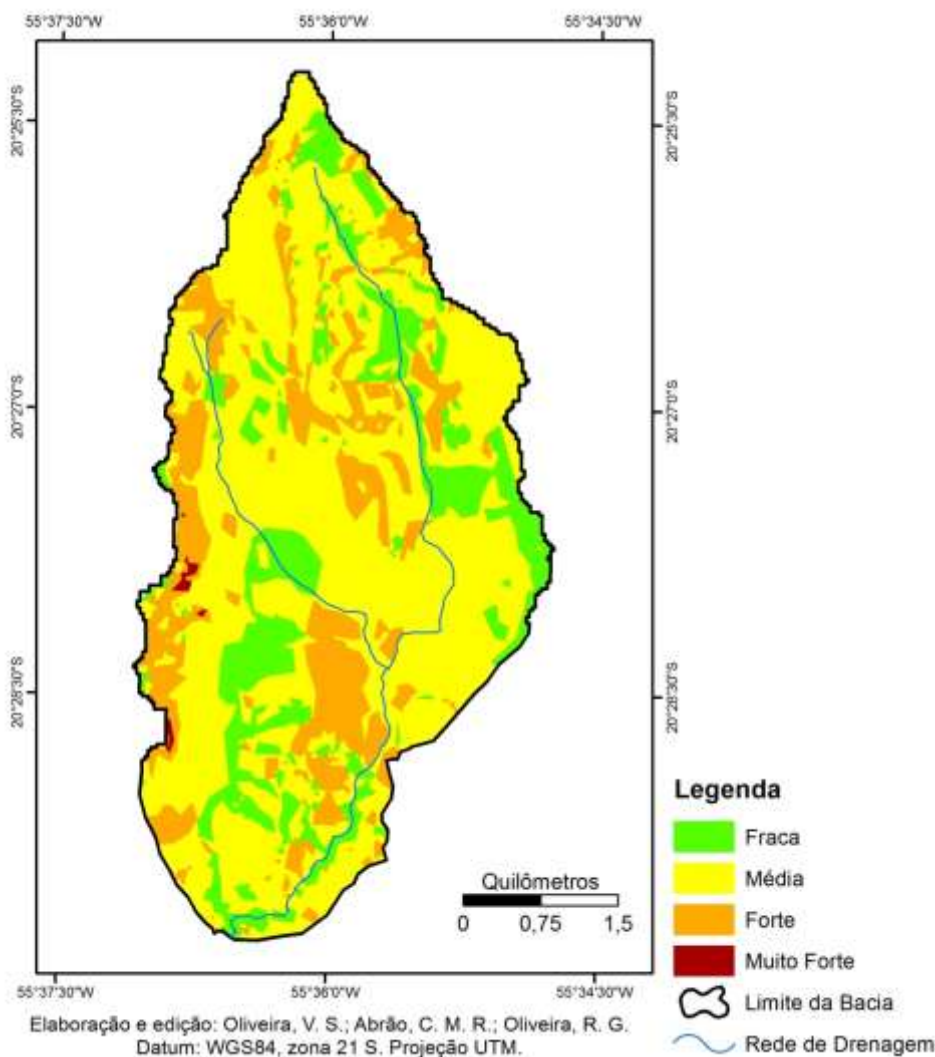 55°37'30"W 55°36'0"W 55°34'30"W
20°25'30"S 20°25'30"S
20°27'0"S 20°27'0"S
20°28'30"S 20°28'30"S
Legenda
Fraca
Média
Forte
Muito Forte
Limite da Bacia
Rede de Drenagem
Quilômetros
0 0,75 1,5
55°37'30"W 55°36'0"W 55°34'30"W
Elaboração e edição: Oliveira, V. S.; Abrão, C. M. R.; Oliveira, R. G.
Datum: WGS84, zona 21 S. Projeção UTM.